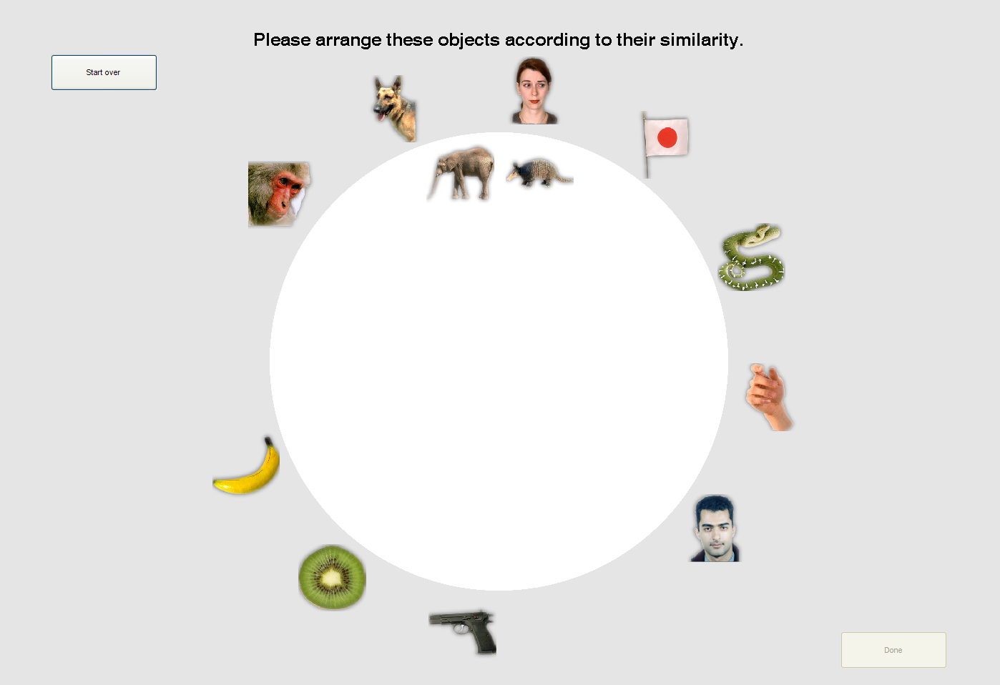 Please arrange these objects according to their similarity.
Start over
Done